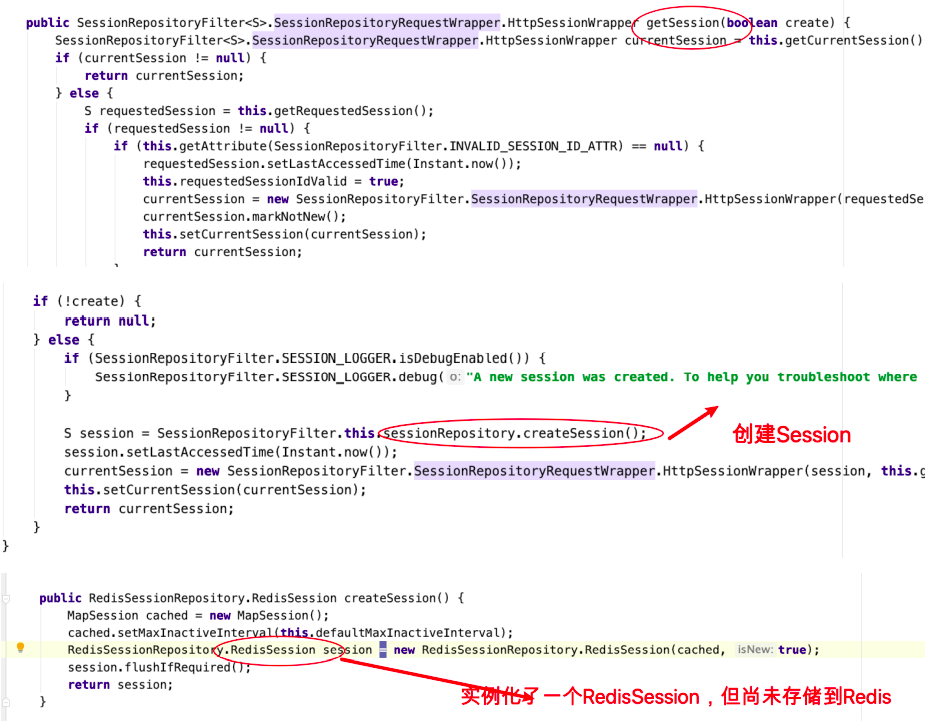 public SessionRepositoryFilter<S>.SessionRepositoryRequestWrapper.HttpSessionWrapper getSession(boolean create) {
SessionRepositoryFilter<S>.SessionRepositoryRequestWrapper.HttpSessionWrapper currentSession = this.getCurrentSession()
if (currentSession != null) {
return currentSession;
} else {
S requestedSession = this.getRequestedSession();
if (requestedSession != null) {
if (this.getAttribute(SessionRepositoryFilter.INVALID_SESSION_ID_ATTR) == null) {
requestedSession.setLastAccessedTime(Instant.now());
this.requestedSessionIdValid = true;
currentSession = new SessionRepositoryFilter.SessionRepositoryRequestWrapper.HttpSessionWrapper(requestedSe
currentSession.markNotNew();
this.setCurrentSession(currentSession);
return currentSession;
if (!create) {
return null;
} else {
if (SessionRepositoryFilter.SESSION_LOGGER.isDebugEnabled()) {
SessionRepositoryFilter.SESSION_LOGGER.debug( o: "A new session was created. To help you troubleshoot where
}
S session = SessionRepositoryFilter.this.sessionRepository.createSession();
创建Session
session.setLastAccessedTime(Instant.now());
currentSession = new SessionRepositoryFilter.SessionRepositoryRequestWrapper.HttpSessionWrapper(session, this.g
this.setCurrentSession(currentSession);
return currentSession;
}
}
public RedisSessionRepository.RedisSession createSession() {
MapSession cached = new MapSession();
cached.setMaxInactiveInterval(this.defaultMaxInactiveInterval);
RedisSessionRepository.RedisSession session = new RedisSessionRepository.RedisSession(cached, isNew: true);
session.flushIfRequired();
return session;
实例化了一个RedisSession，但尚未存储到Redis
}